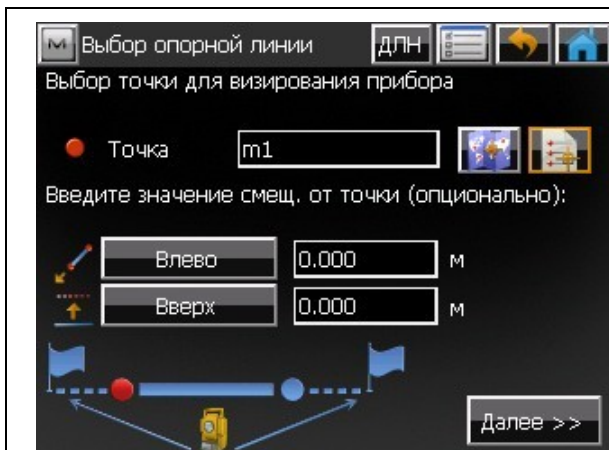 Выбор опорной линии ДЛН
Выбор точки для визирования прибора
Точка m1
Введите значение смещ. от точки (опционально):
Влево 0.000 м
Вверх 0.000 м
Далее >>